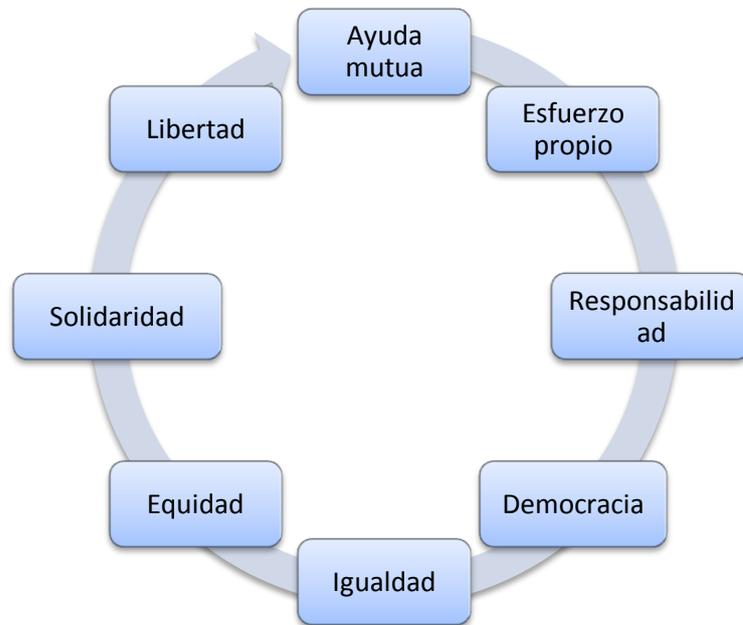 Ayuda
mutua
Esfuerzo
propio
Responsabilid
ad
Democracia
Igualdad
Equidad
Solidaridad
Libertad